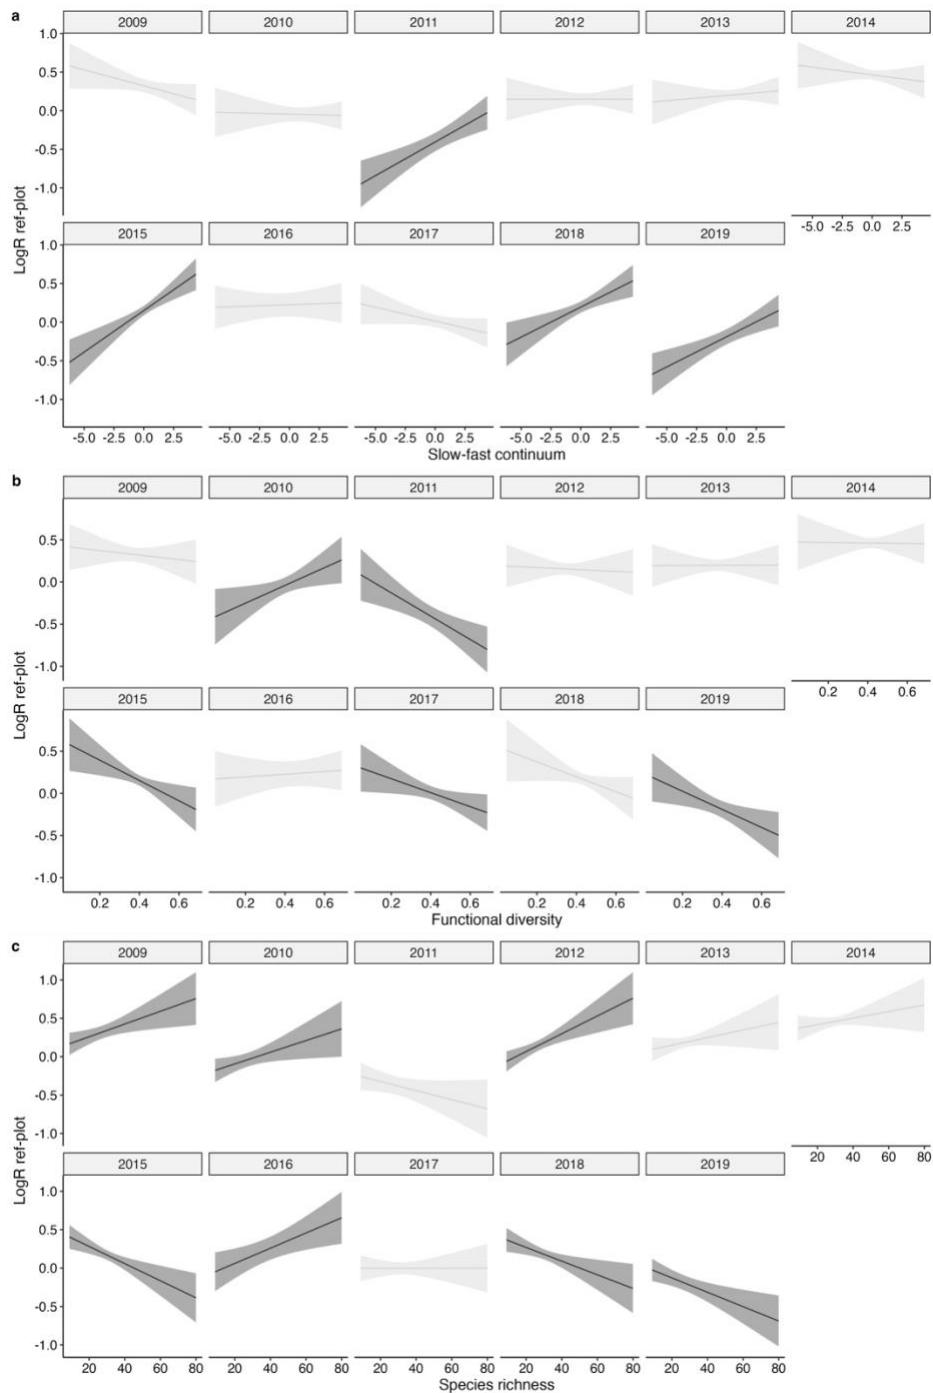 a
2009 2010 2011 2012 2013 2014
1.0
0.5
0.0
-0.5
-1.0
-5.0 -2.5 0.0 2.5
2015 2016 2017 2018 2019
1.0
0.5
0.0
-0.5
-1.0
LogR ref-plot
-5.0 -2.5 0.0 2.5 -5.0 -2.5 0.0 2.5 -5.0 -2.5 0.0 2.5 -5.0 -2.5 0.0 2.5 -5.0 -2.5 0.0 2.5
Slow-fast continuum
b
2009 2010 2011 2012 2013 2014
0.5
0.0
-0.5
-1.0
0.2 0.4 0.6
2015 2016 2017 2018 2019
0.5
0.0
-0.5
-1.0
LogR ref-plot
0.2 0.4 0.6 0.2 0.4 0.6 0.2 0.4 0.6 0.2 0.4 0.6 0.2 0.4 0.6
Functional diversity
c
2009 2010 2011 2012 2013 2014
1.0
0.5
0.0
-0.5
-1.0
20 40 60 80
2015 2016 2017 2018 2019
1.0
0.5
0.0
-0.5
-1.0
LogR ref-plot
20 40 60 80 20 40 60 80 20 40 60 80 20 40 60 80 20 40 60 80
Species richness